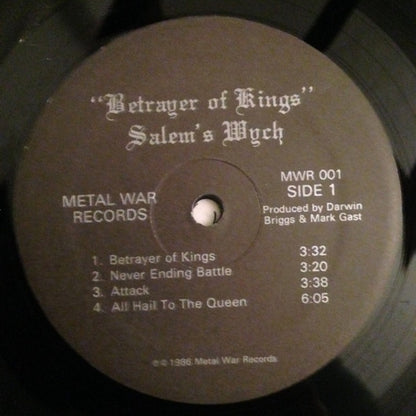 "Betrayer of Kings"
Salem's Wych
METAL WAR
RECORDS
MWR 001
SIDE 1
Produced by Darwin
Briggs & Mark Gast
1. Betrayer of Kings 3:32
2. Never Ending Battle 3:20
3. Attack 3:38
4. All Hail To The Queen 6:05
℗© 1986. Metal War Records